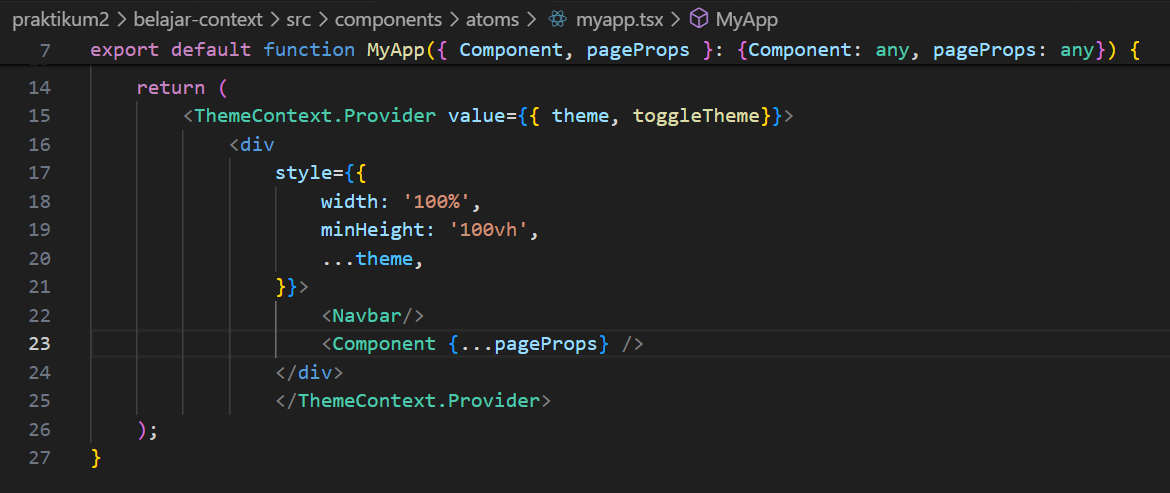 praktikum2 > belajar-context > src > components > atoms > myapp.tsx > MyApp
7 export default function MyApp({ Component, pageProps }: {Component: any, pageProps: any}) {
14     return (
15         <ThemeContext.Provider value={{ theme, toggleTheme}}>
16             <div
17                 style={{
18                     width: '100%',
19                     minHeight: '100vh',
20                     ...theme,
21                 }}>
22                     <Navbar/>
23                     <Component {...pageProps} />
24                 </div>
25                 </ThemeContext.Provider>
26     );
27 }